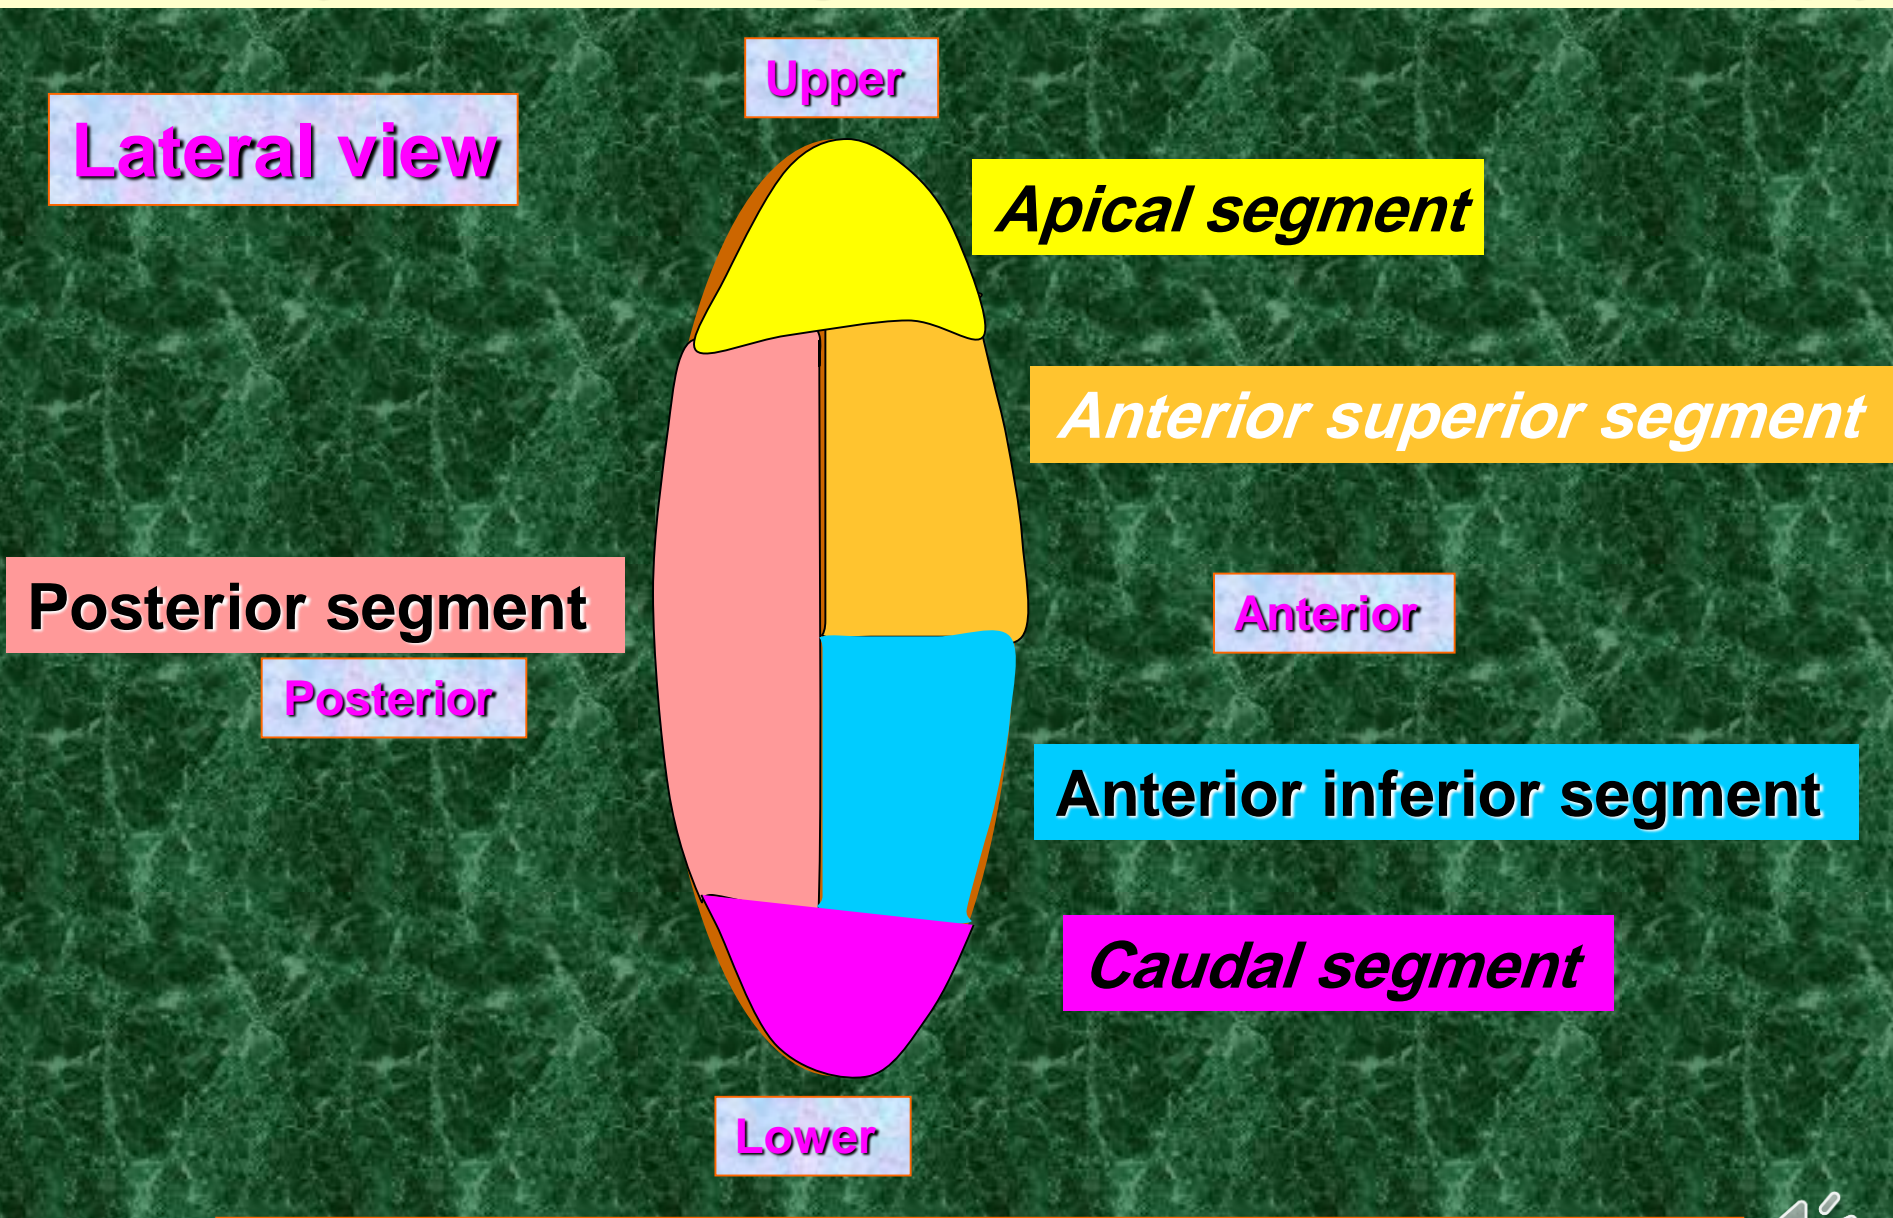 Upper
Lateral view
Apical segment
Anterior superior segment
Posterior segment
Anterior
Posterior
Anterior inferior segment
Caudal segment
Lower